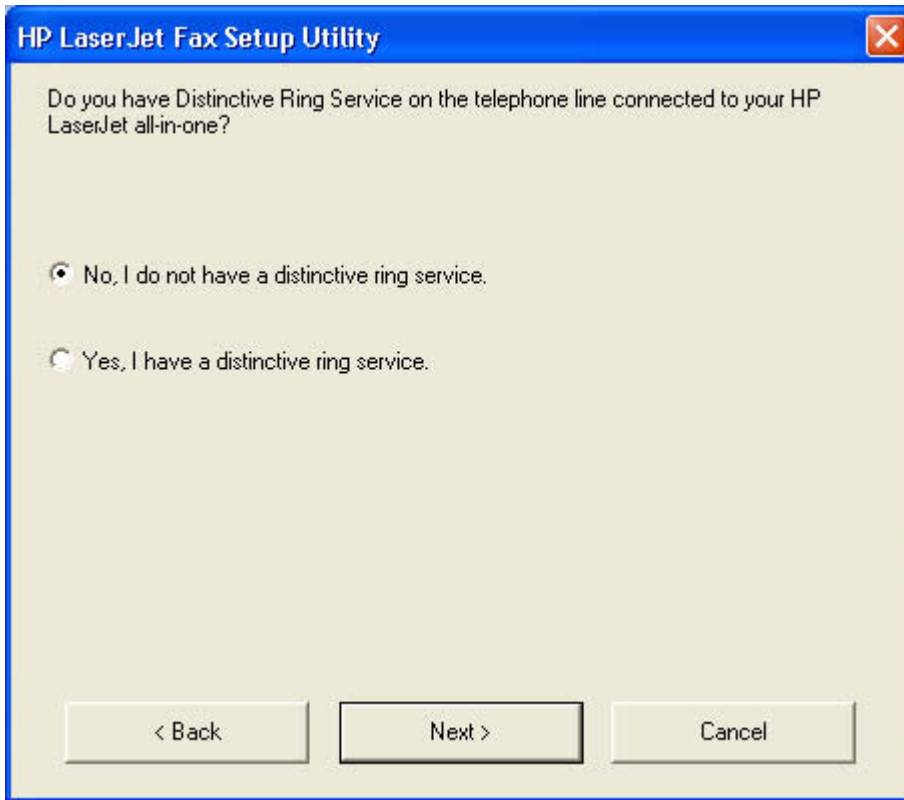 HP LaserJet Fax Setup Utility
Do you have Distinctive Ring Service on the telephone line connected to your HP
LaserJet all-in-one?
No, I do not have a distinctive ring service.
Yes, I have a distinctive ring service.
< Back
Next >
Cancel